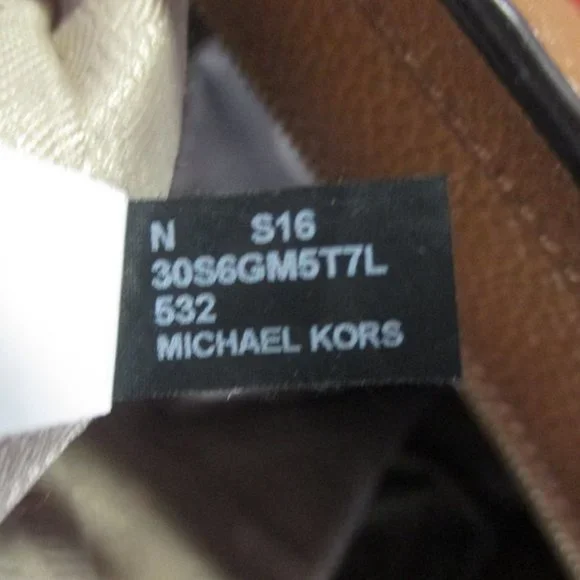 N S16
30S6GM5T7L
532
MICHAEL KORS